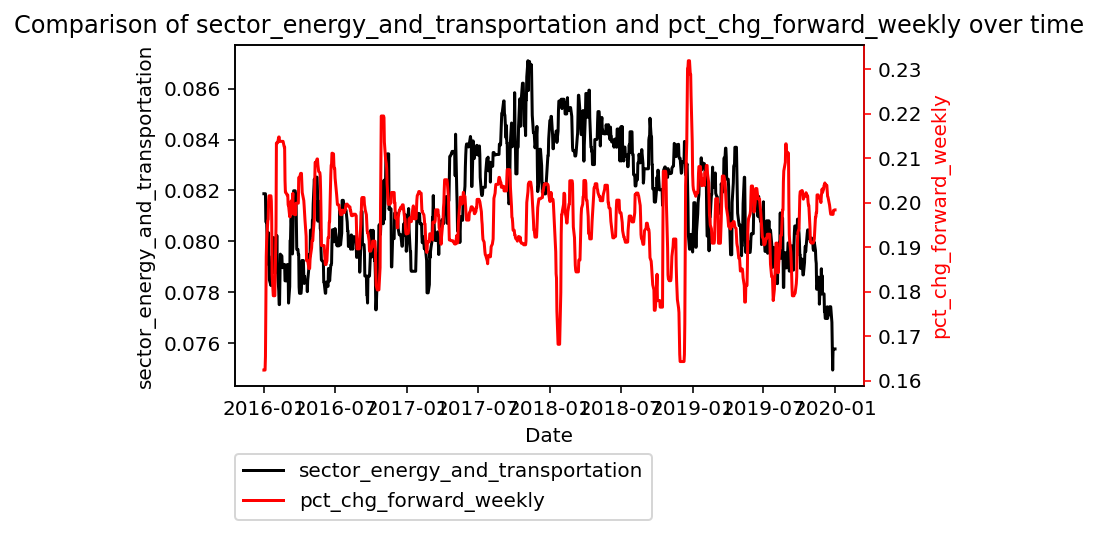 Comparison of sector_energy_and_transportation and pct_chg_forward_weekly over time
sector_energy_and_transportation
0.086
0.084
0.082
0.080
0.078
0.076
0.23
0.22
0.21
0.20
0.19
0.18
0.17
0.16
pct_chg_forward_weekly
2016-01 2016-07 2017-01 2017-07 2018-01 2018-07 2019-01 2019-07 2020-01
Date
sector_energy_and_transportation
pct_chg_forward_weekly